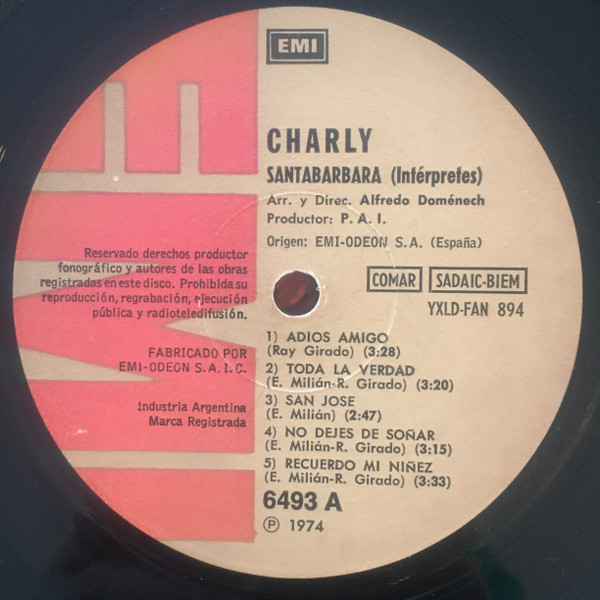 EMI
CHARLY
SANTABARBARA (Intérpretes)
Arr. y Direc. Alfredo Doménech
Productor: P. A. I.
Origen: EMI-ODEON S. A. (España)
Reservado derechos productor
fonográfico y autores de las obras
registradas en este disco. Prohibida su
reproducción, regrabación, ejecución
pública y radioteledifusión.
FABRICADO POR
EMI-ODEON S. A. I. C.
Industria Argentina
Marca Registrada
COMAR SADAIC-BIEM
YXLD-FAN 894
1) ADIOS AMIGO
(Ray Girado) (3:28)
2) TODA LA VERDAD
(E. Milián-R. Girado) (3:20)
3) SAN JOSE
(E. Milián) (2:47)
4) NO DEJES DE SOÑAR
(E. Milián-R. Girado) (3:15)
5) RECUERDO MI NIÑEZ
(E. Milián-R. Girado) (3:33)
6493 A
℗ 1974
EMI